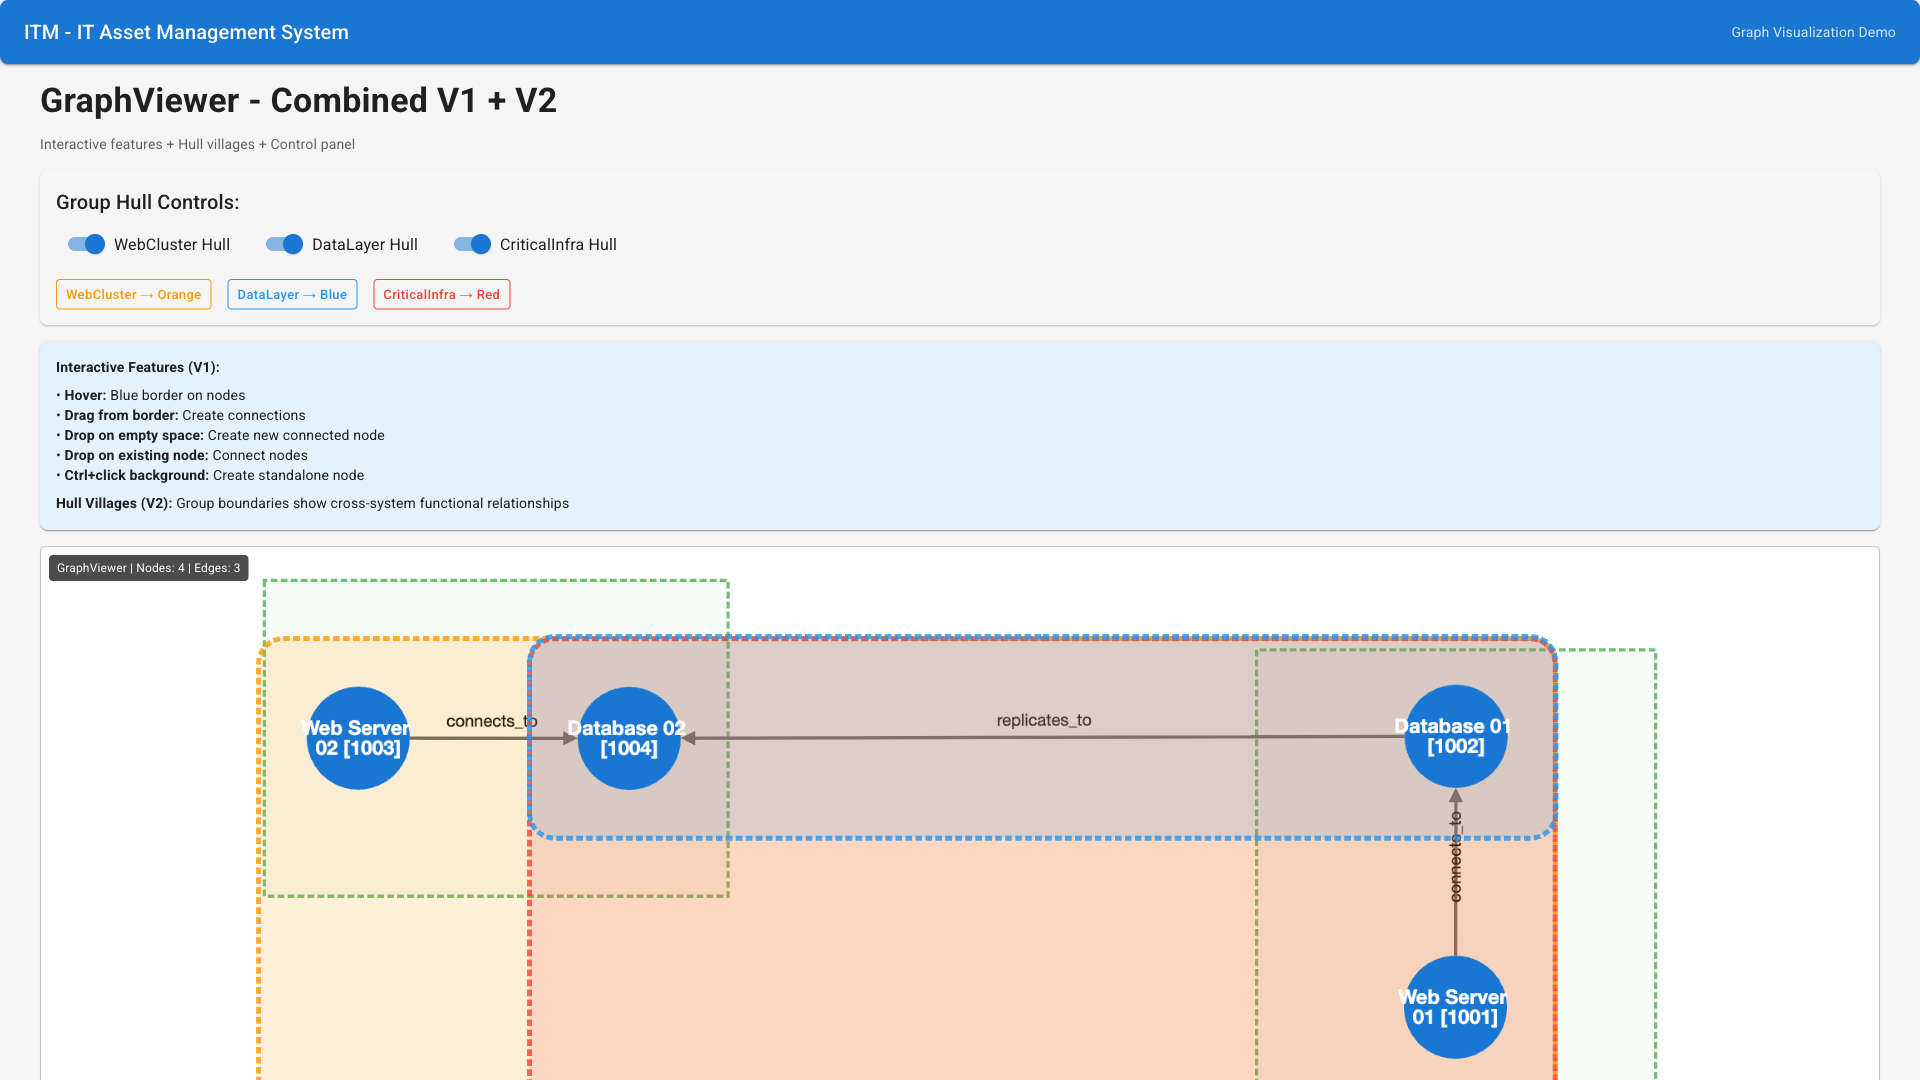 ITM - IT Asset Management System
Graph Visualization Demo
GraphViewer - Combined V1 + V2
Interactive features + Hull villages + Control panel
Group Hull Controls:
WebCluster Hull
DataLayer Hull
CriticalInfra Hull
WebCluster → Orange
DataLayer → Blue
CriticalInfra → Red
Interactive Features (V1):
• Hover: Blue border on nodes
• Drag from border: Create connections
• Drop on empty space: Create new connected node
• Drop on existing node: Connect nodes
• Ctrl+click background: Create standalone node
Hull Villages (V2): Group boundaries show cross-system functional relationships
GraphViewer | Nodes: 4 | Edges: 3
Web Server
02 [1003]
connects_to
Database 02
[1004]
replicates_to
Database 01
[1002]
connects_to
Web Server
01 [1001]